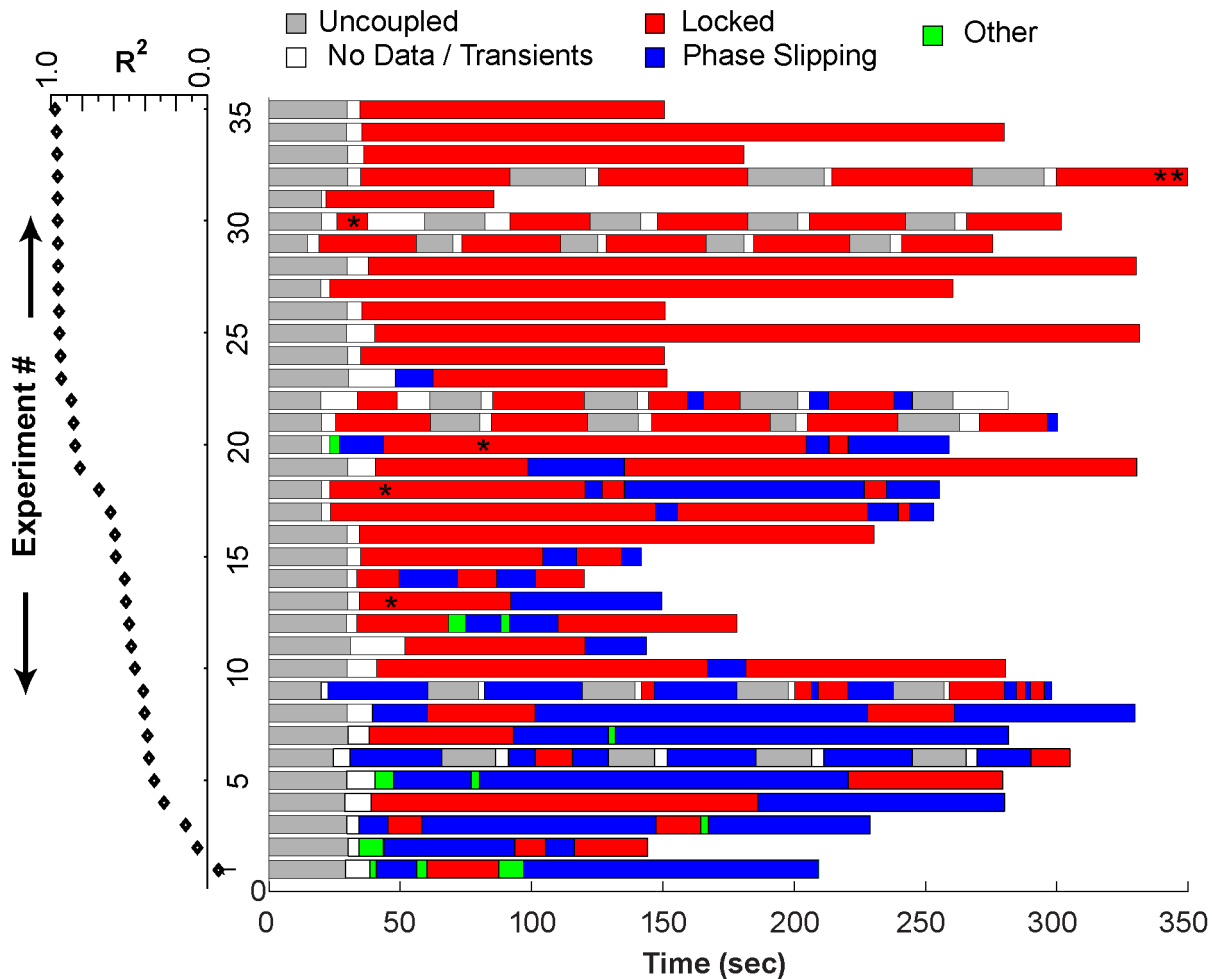 Uncoupled
Locked
Other
No Data / Transients
Phase Slipping
1.0
R²
0.0
Experiment #
35
30
25
20
15
10
5
0
* *
*
*
*
*
0
50
100
150
200
250
300
350
Time (sec)